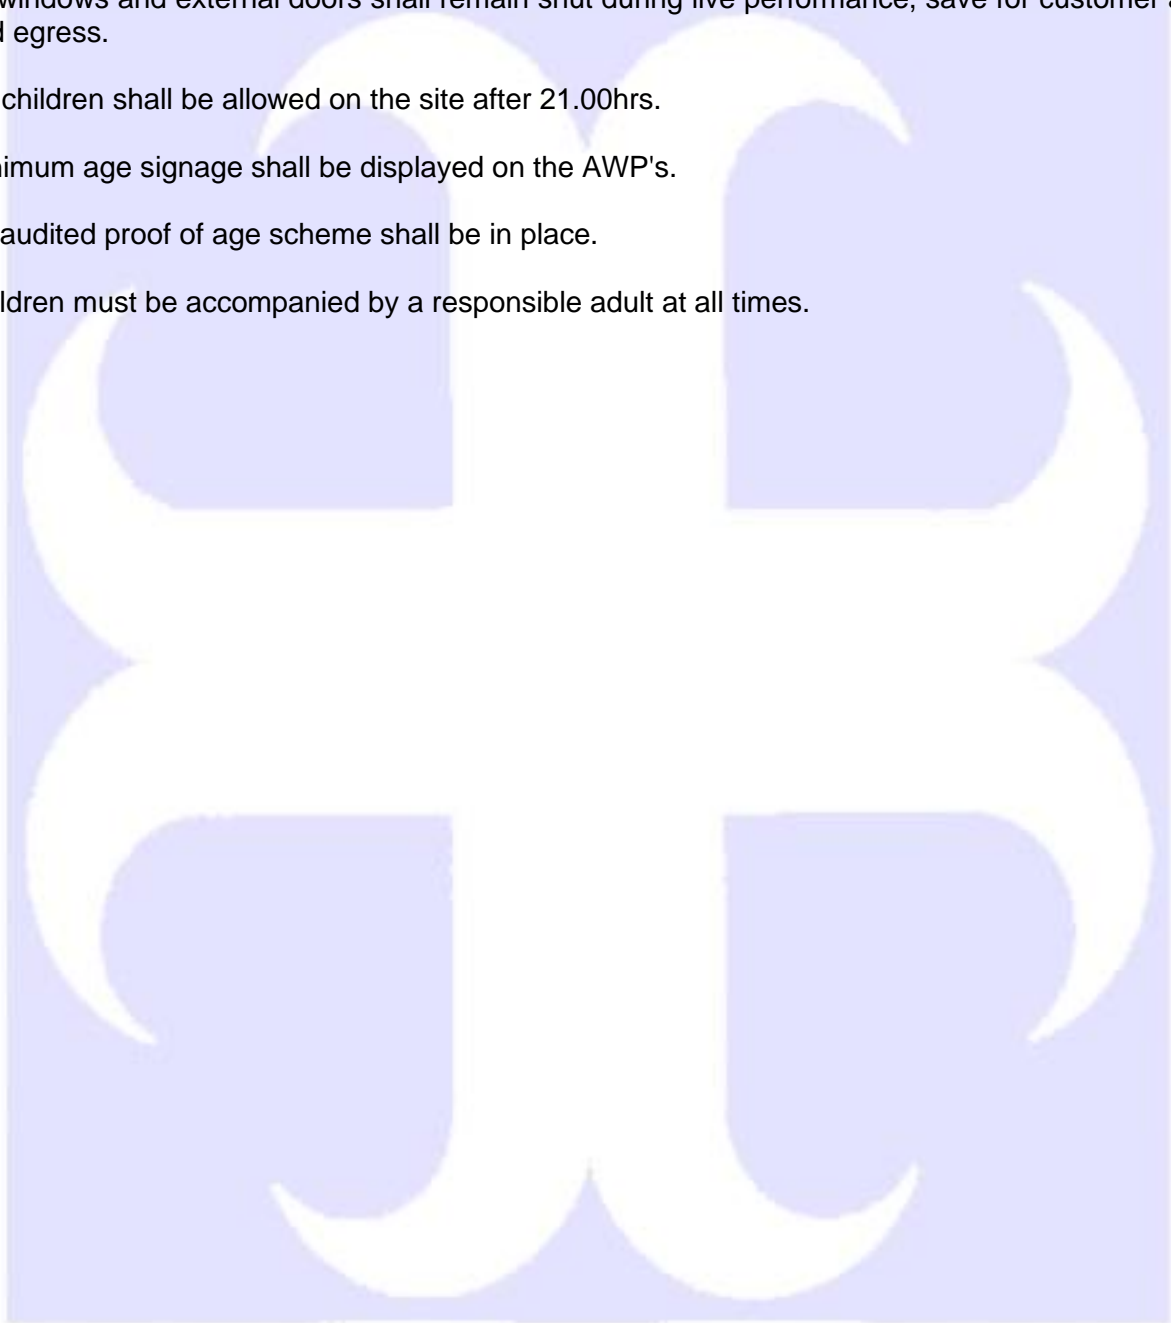 windows and external doors shall remain shut during live performance, save for customer
egress.
children shall be allowed on the site after 21.00hrs.
nimum age signage shall be displayed on the AWP's.
audited proof of age scheme shall be in place.
ldren must be accompanied by a responsible adult at all times.